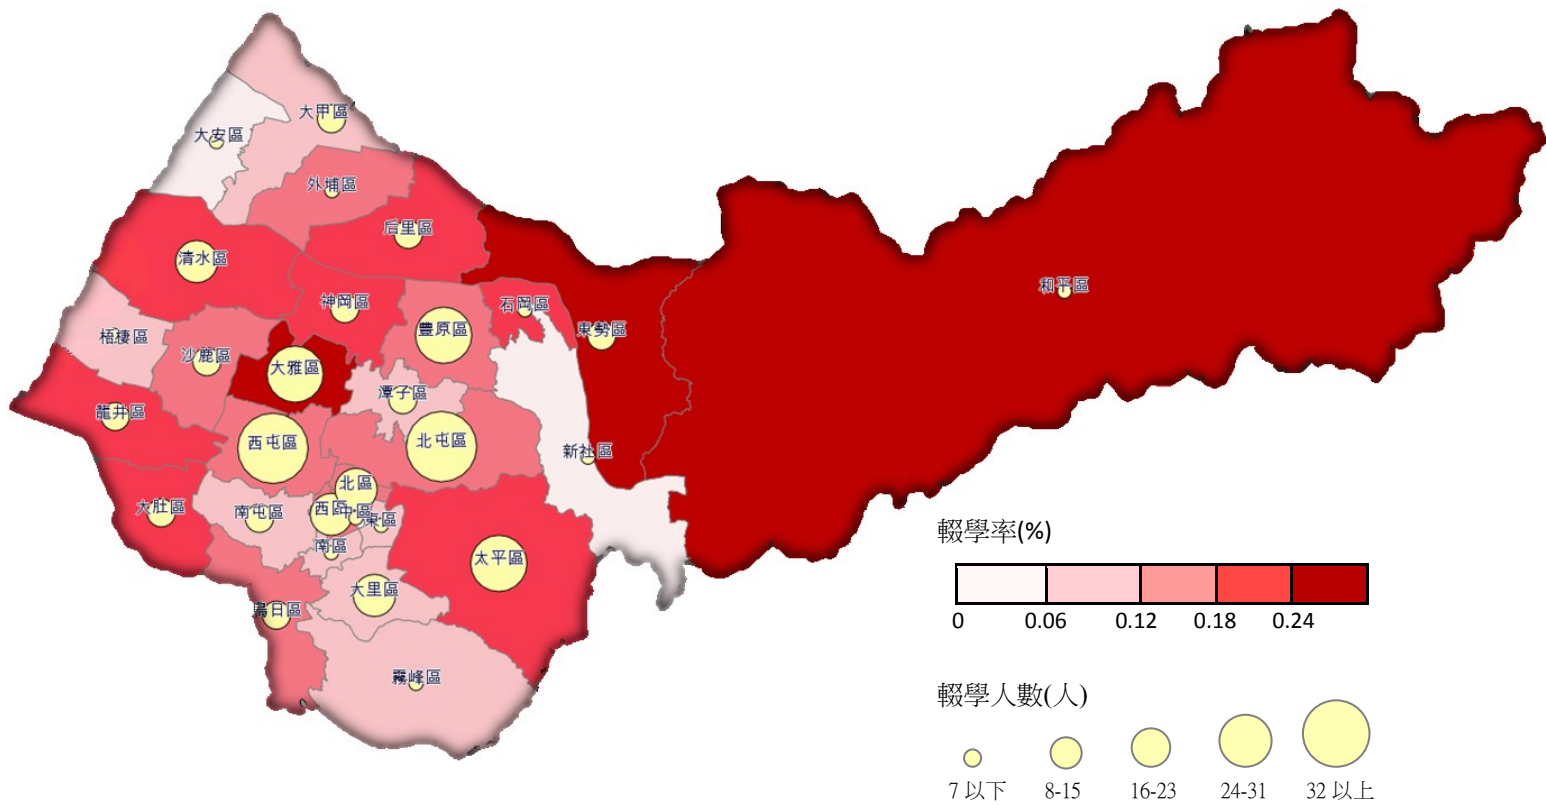 大甲區
大安區
外埔區
后里區
清水區
和平區
神岡區
石岡區
豐原區
東勢區
梧棲區
沙鹿區
大雅區
潭子區
龍井區
西屯區
北屯區
新社區
北區
大肚區
南屯區
西區
中區
東區
南區
太平區
大里區
烏日區
霧峰區
輟學率(%)
0 0.06 0.12 0.18 0.24
輟學人數(人)
7 以下 8-15 16-23 24-31 32 以上